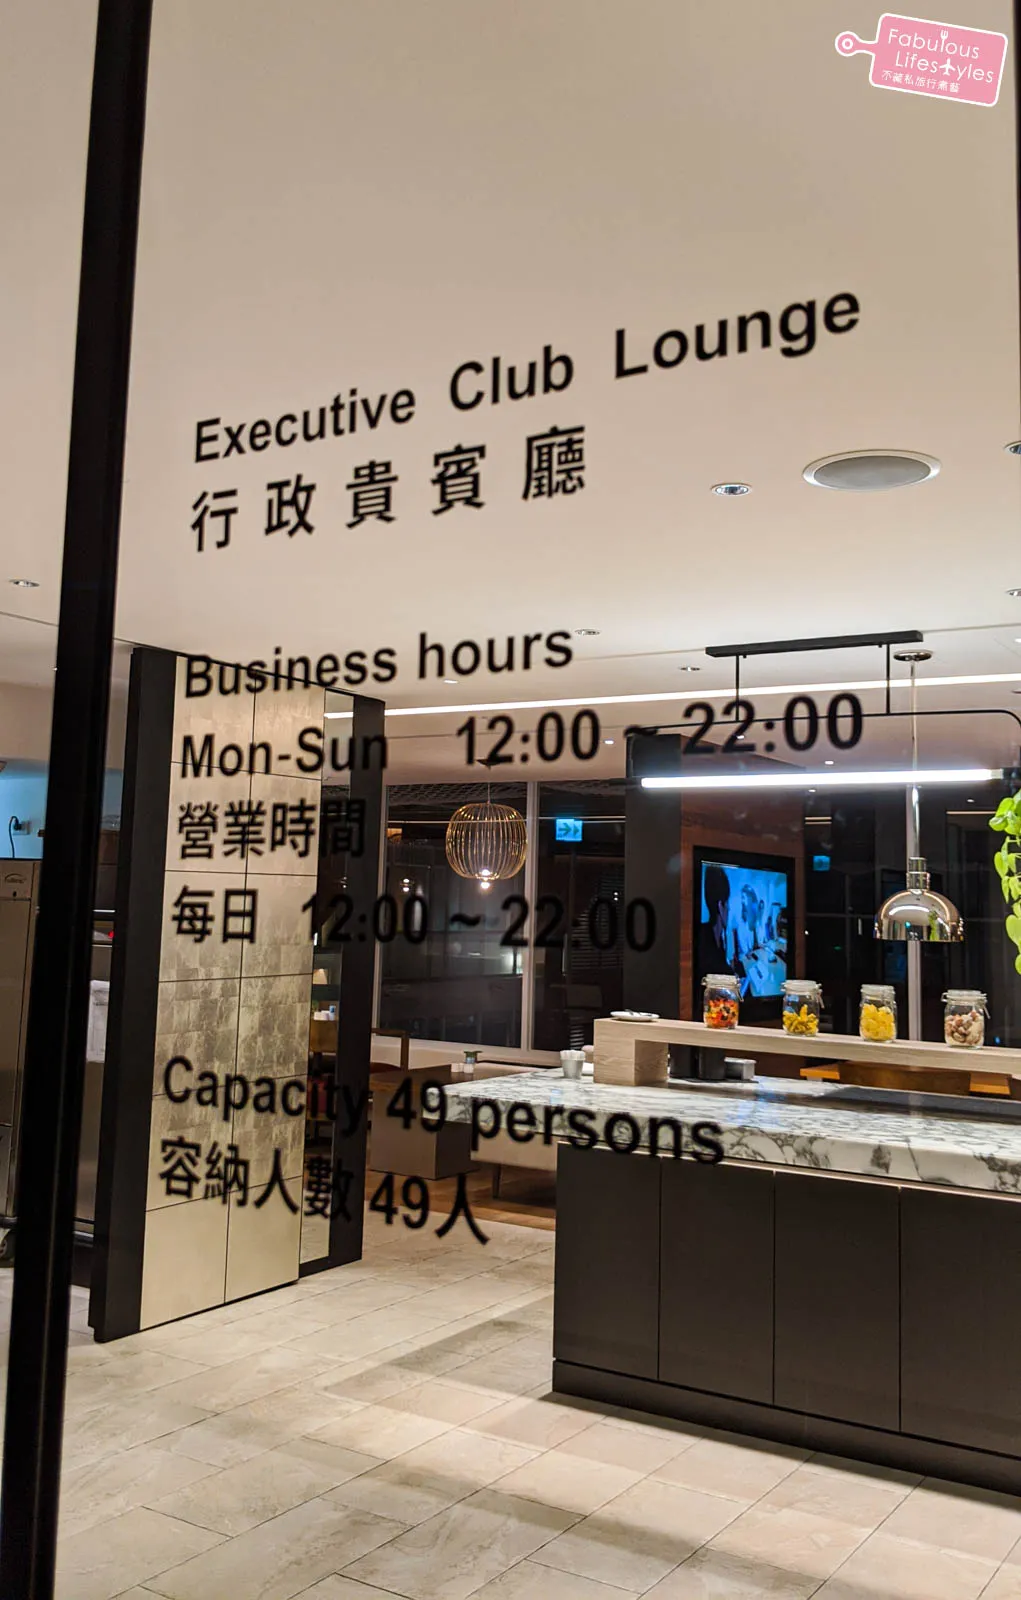 Fabulous
Lifestyles
不藏私旅行煮藝
Executive Club Lounge
行政貴賓廳
Business hours
Mon-Sun 12:00 ~ 22:00
營業時間
每日 12:00 ~ 22:00
Capacity 49 persons
容納人數 49人